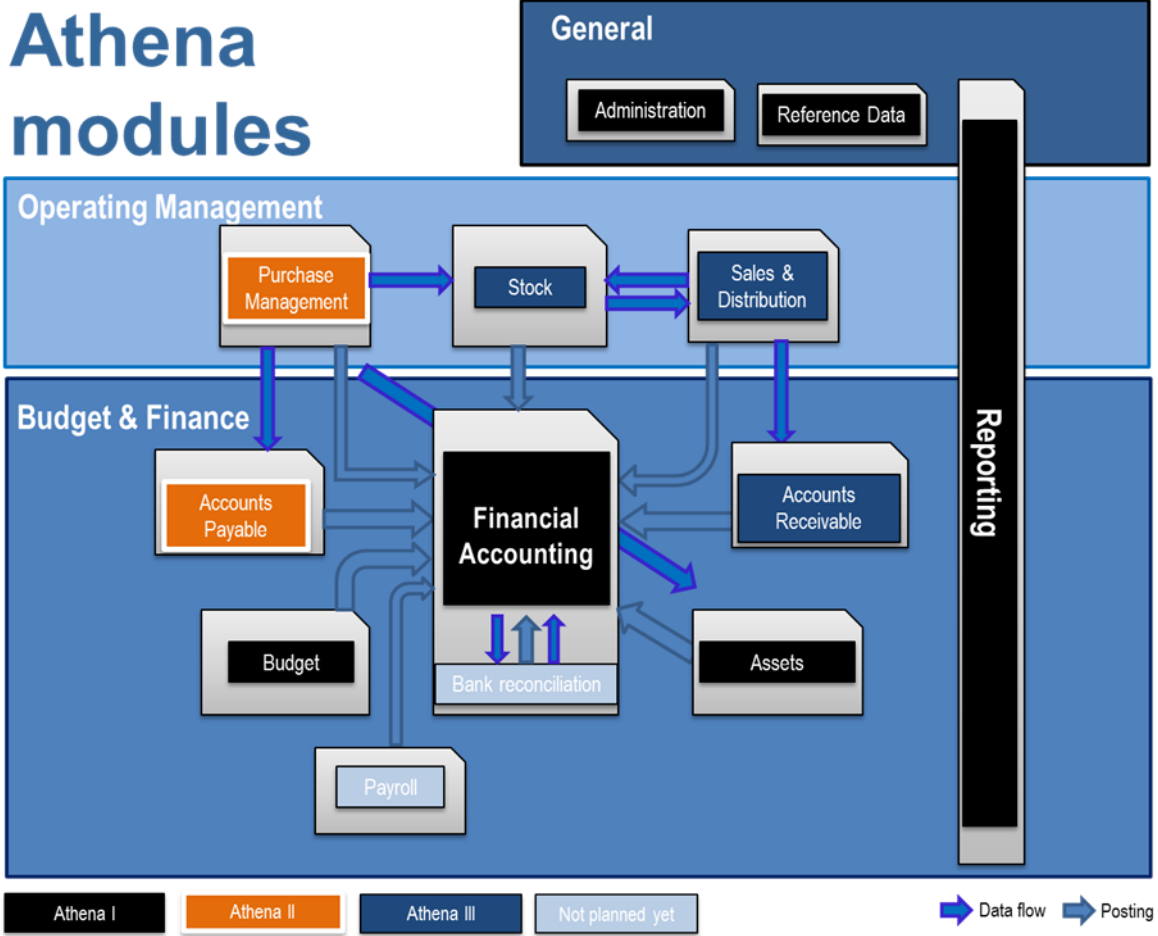 Athena
modules
General
Administration
Reference Data
Operating Management
Purchase
Management
Stock
Sales &
Distribution
Budget & Finance
Accounts
Payable
Financial
Accounting
Accounts
Receivable
Reporting
Budget
Bank reconciliation
Assets
Payroll
Athena I
Athena II
Athena III
Not planned yet
Data flow
Posting